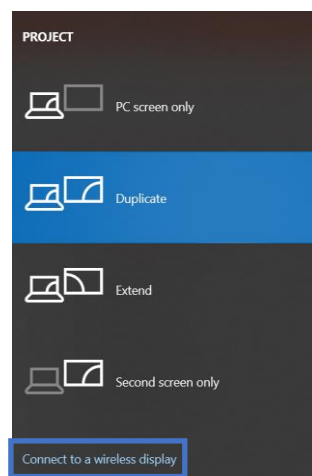 PROJECT
PC screen only
Duplicate
Extend
Second screen only
Connect to a wireless display